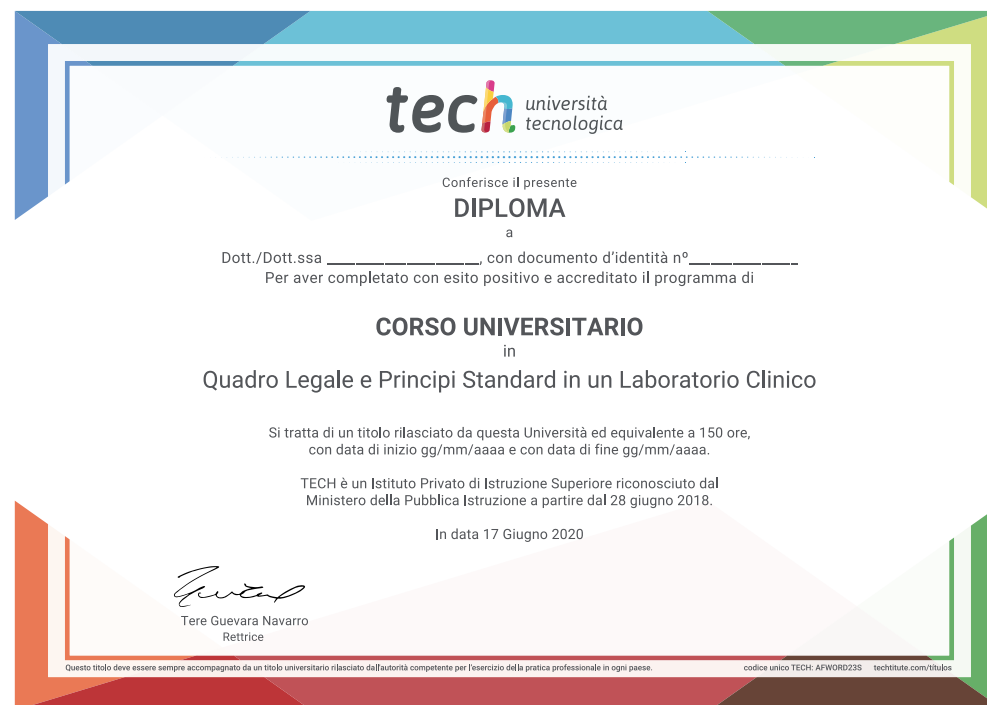 tech università
tecnologica
Conferisce il presente
DIPLOMA
a
Dott./Dott.ssa ___________________, con documento d'identità nº______________
Per aver completato con esito positivo e accreditato il programma di
CORSO UNIVERSITARIO
in
Quadro Legale e Principi Standard in un Laboratorio Clinico
Si tratta di un titolo rilasciato da questa Università ed equivalente a 150 ore,
con data di inizio gg/mm/aaaa e con data di fine gg/mm/aaaa.
TECH è un Istituto Privato di Istruzione Superiore riconosciuto dal
Ministero della Pubblica Istruzione a partire dal 28 giugno 2018.
In data 17 Giugno 2020
Tere Guevara Navarro
Rettrice
Questo titolo deve essere sempre accompagnato da un titolo universitario rilasciato dall'autorità competente per l'esercizio della pratica professionale in ogni paese. codice unico TECH: AFWORD23S techtitute.com/títulos